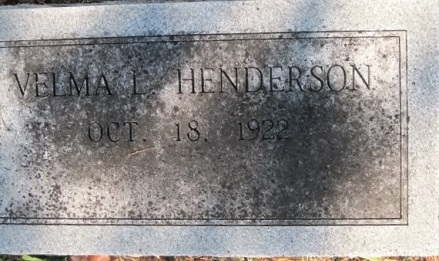 VELMA L. HENDERSON
OCT. 18, 1922